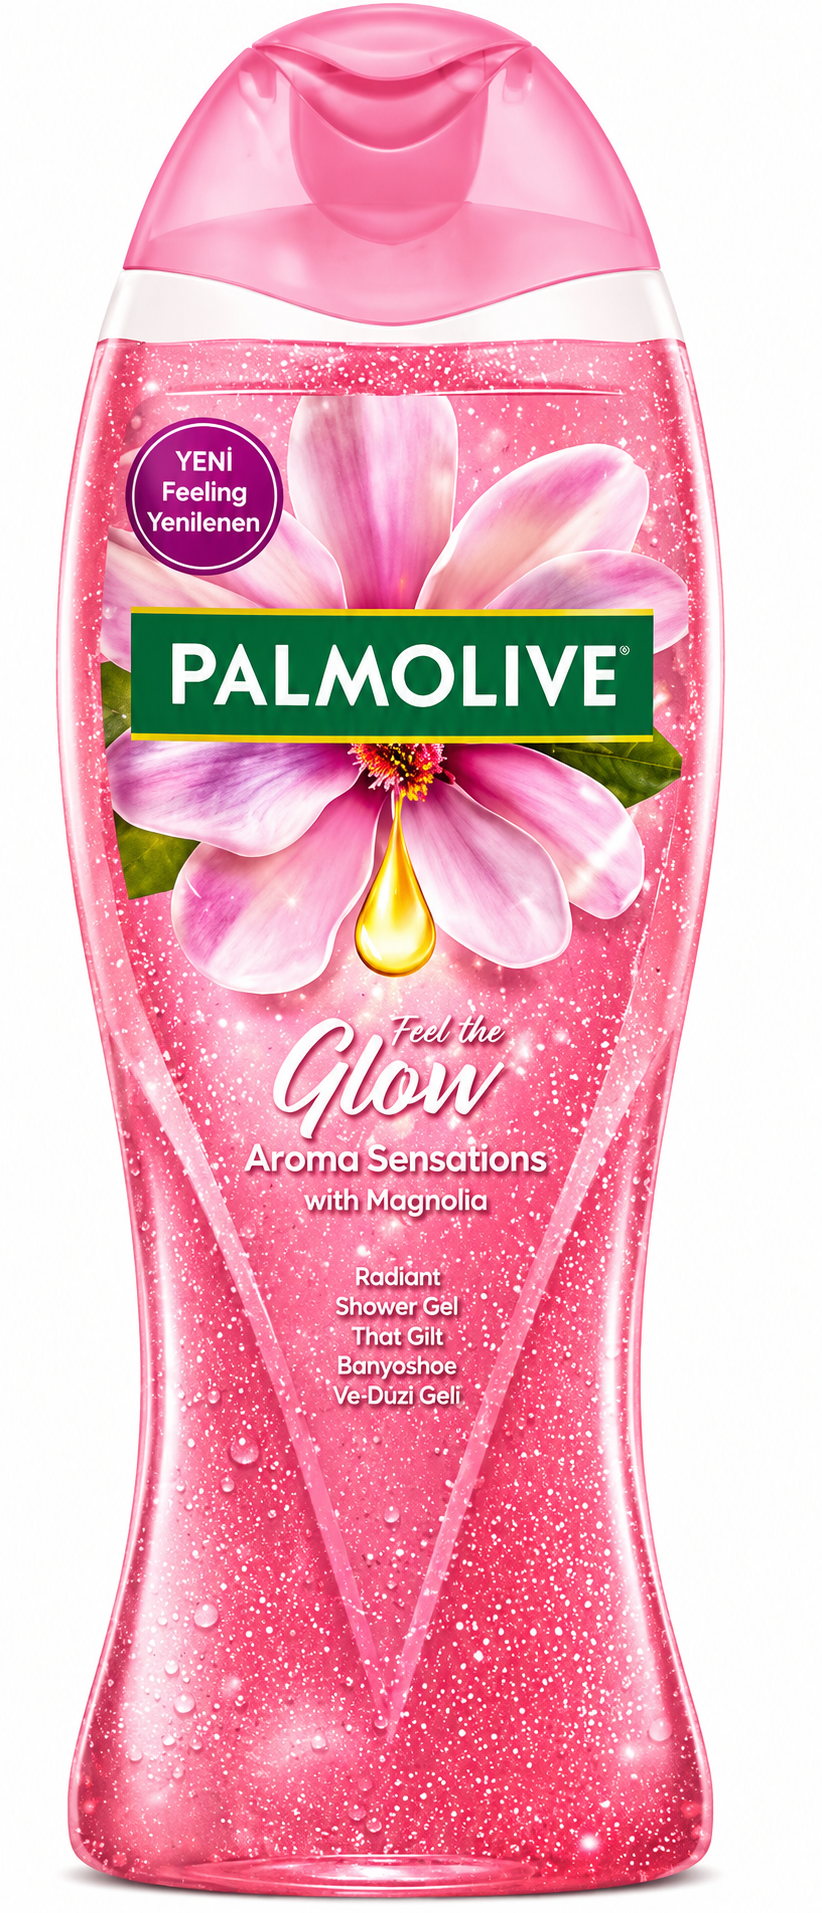 YENİ
Feeling
Yenilenen
PALMOLIVE®
Feel the
Glow
Aroma Sensations
with Magnolia
Radiant
Shower Gel
That Gilt
Banyoshoe
Ve-Duzi Geli